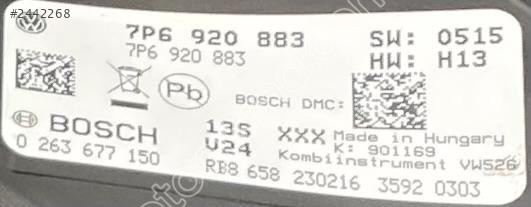 #2442268
7P6 920 883 SW: 0515
7P6 920 883 HW: H13
Pb
BOSCH DMC:
BOSCH 13S XXX Made in Hungary
V24 K: 901169
0 263 677 150 Kombiinstrument VW526
RB8 658 230216 3592 0303